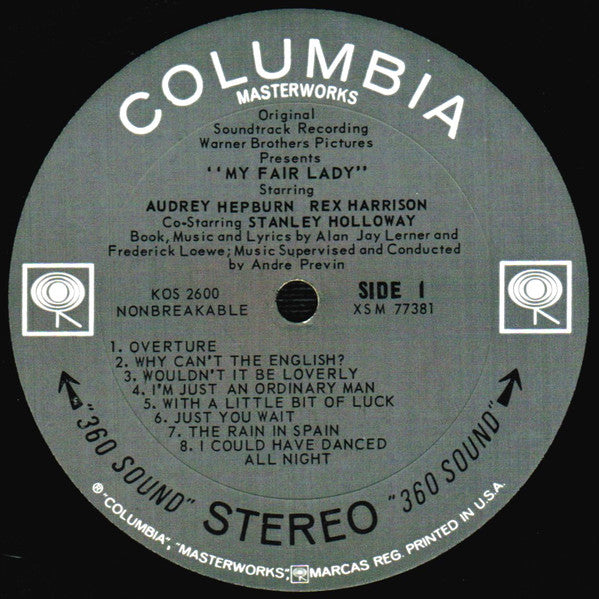 COLUMBIA
MASTERWORKS
Original
Soundtrack Recording
Warner Brothers Pictures
Presents
"MY FAIR LADY"
Starring
AUDREY HEPBURN REX HARRISON
Co-Starring STANLEY HOLLOWAY
Book, Music and Lyrics by Alan Jay Lerner and
Frederick Loewe; Music Supervised and Conducted
by Andre Previn
KOS 2600
NONBREAKABLE
SIDE 1
XSM 77381
1. OVERTURE
2. WHY CAN'T THE ENGLISH?
3. WOULDN'T IT BE LOVERLY
4. I'M JUST AN ORDINARY MAN
5. WITH A LITTLE BIT OF LUCK
6. JUST YOU WAIT
7. THE RAIN IN SPAIN
8. I COULD HAVE DANCED
ALL NIGHT
"360 SOUND" STEREO "360 SOUND"
® "COLUMBIA", "MASTERWORKS", MARCAS REG. PRINTED IN U.S.A.